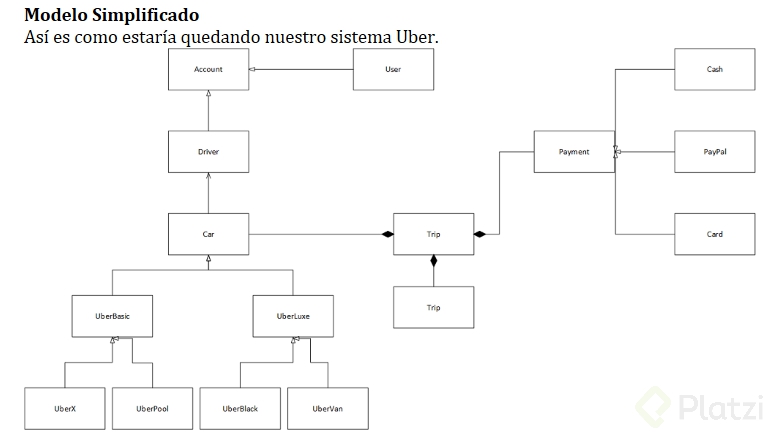 Modelo Simplificado
Así es como estaría quedando nuestro sistema Uber.
Account
User
Cash
Driver
Payment
PayPal
Car
Trip
Card
UberBasic
UberLuxe
Trip
UberX
UberPool
UberBlack
UberVan
Platzi